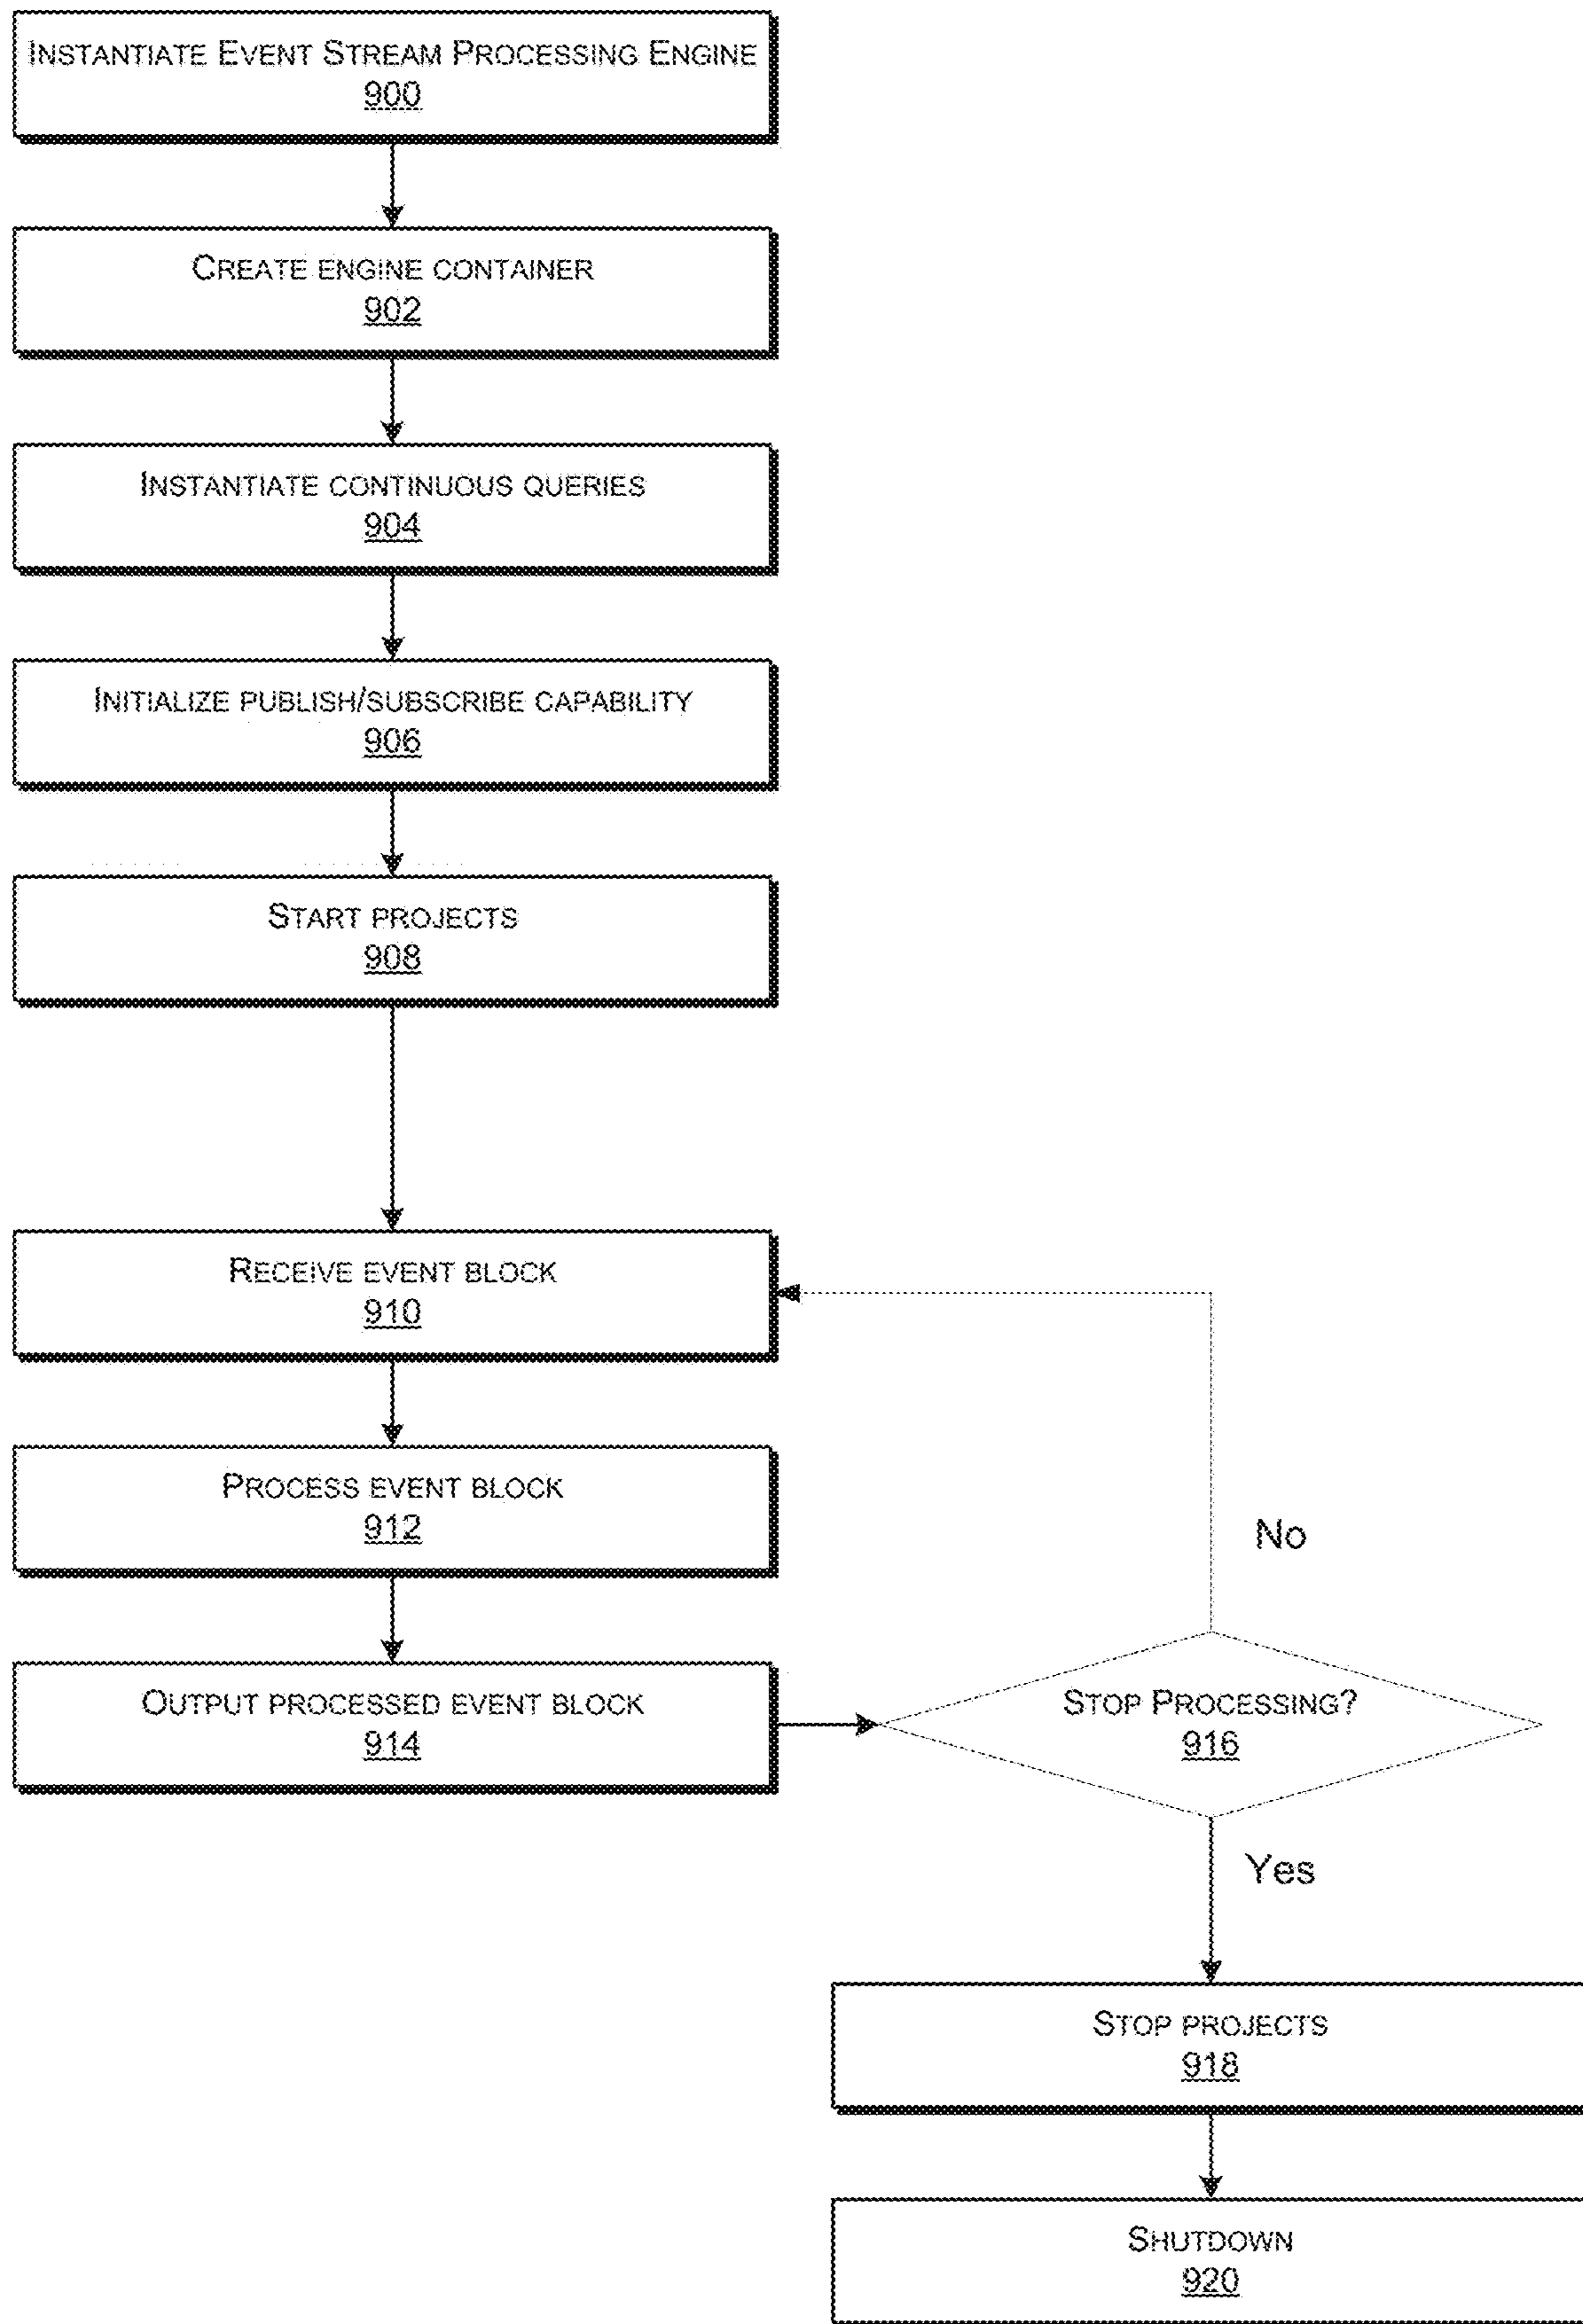 INSTANTIATE EVENT STREAM PROCESSING ENGINE
900
CREATE ENGINE CONTAINER
902
INSTANTIATE CONTINUOUS QUERIES
904
INITIALIZE PUBLISH/SUBSCRIBE CAPABILITY
906
START PROJECTS
908
RECEIVE EVENT BLOCK
910
PROCESS EVENT BLOCK
912
No
OUTPUT PROCESSED EVENT BLOCK
914
STOP PROCESSING?
916
Yes
STOP PROJECTS
918
SHUTDOWN
920